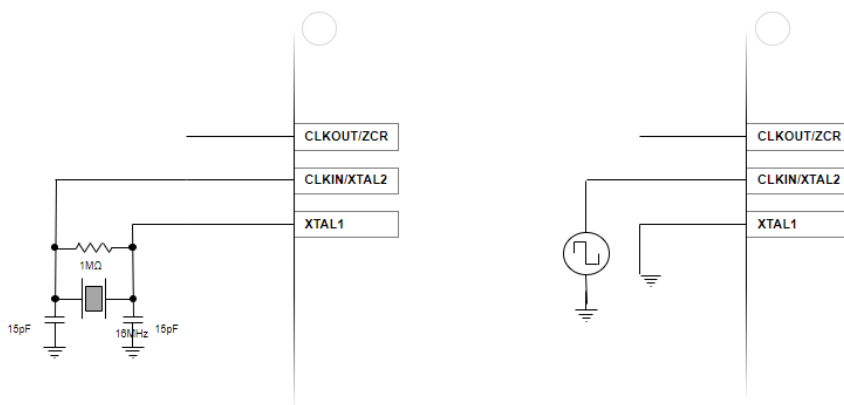 CLKOUT/ZCR
CLKIN/XTAL2
XTAL1
1MΩ
15pF
16MHz
15pF
CLKOUT/ZCR
CLKIN/XTAL2
XTAL1